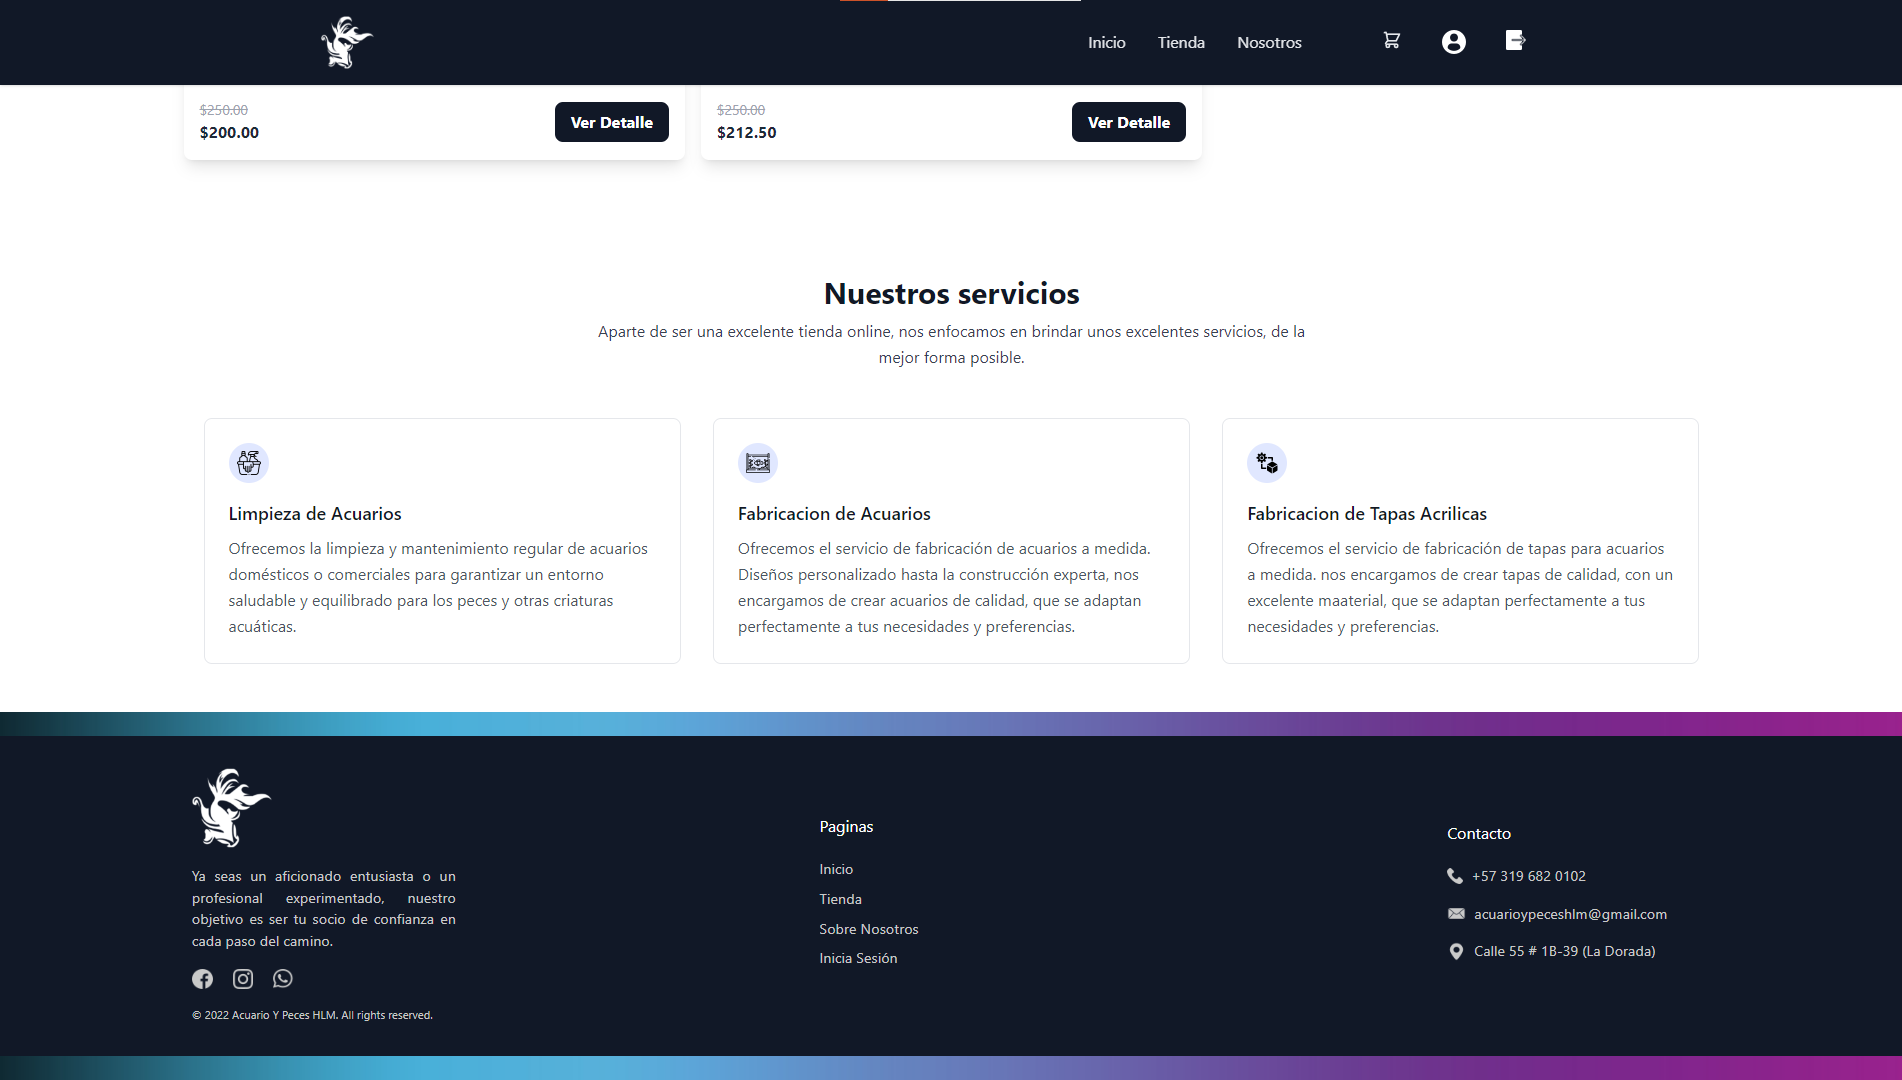 Inicio Tienda Nosotros
$250.00
$200.00
Ver Detalle
$250.00
$212.50
Ver Detalle
Nuestros servicios
Aparte de ser una excelente tienda online, nos enfocamos en brindar unos excelentes servicios, de la
mejor forma posible.
Limpieza de Acuarios
Ofrecemos la limpieza y mantenimiento regular de acuarios
domésticos o comerciales para garantizar un entorno
saludable y equilibrado para los peces y otras criaturas
acuáticas.
Fabricacion de Acuarios
Ofrecemos el servicio de fabricación de acuarios a medida.
Diseños personalizado hasta la construcción experta, nos
encargamos de crear acuarios de calidad, que se adaptan
perfectamente a tus necesidades y preferencias.
Fabricacion de Tapas Acrilicas
Ofrecemos el servicio de fabricación de tapas para acuarios
a medida. nos encargamos de crear tapas de calidad, con un
excelente maaterial, que se adaptan perfectamente a tus
necesidades y preferencias.
Ya seas un aficionado entusiasta o un
profesional experimentado, nuestro
objetivo es ser tu socio de confianza en
cada paso del camino.
© 2022 Acuario Y Peces HLM. All rights reserved.
Paginas
Inicio
Tienda
Sobre Nosotros
Inicia Sesión
Contacto
+57 319 682 0102
acuarioypeceshlm@gmail.com
Calle 55 # 1B-39 (La Dorada)